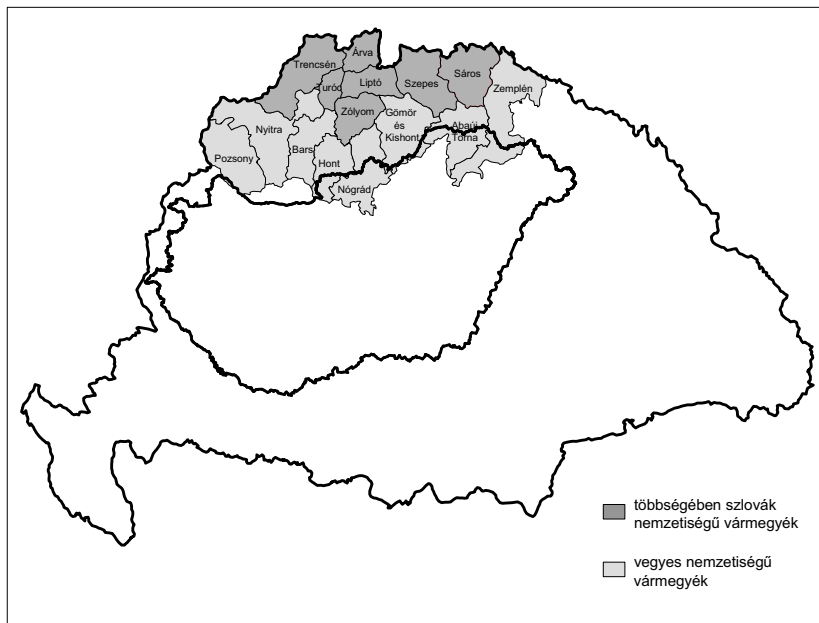 Árva
Trencsén
Turóc
Liptó
Szepes
Sáros
Zemplén
Zólyom
Gömör
és
Kishont
Abaúj
Torna
Nyitra
Bars
Hont
Pozsony
Nógrád
többségében szlovák
nemzetiségű vármegyék
vegyes nemzetiségű
vármegyék